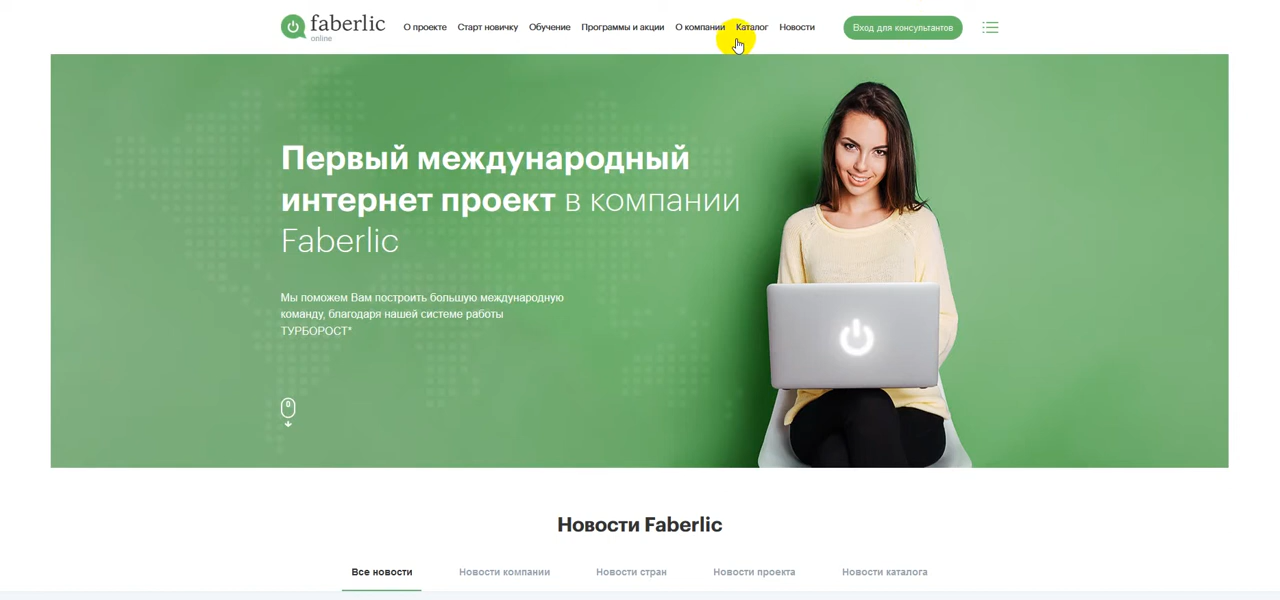 faberlic
online
О проекте Старт новичку Обучение Программы и акции О компании Каталог Новости
Вход для консультантов
Первый международный
интернет проект в компании
Faberlic
Мы поможем Вам построить большую международную
команду, благодаря нашей системе работы
ТУРБОРОСТ*
Новости Faberlic
Все новости Новости компании Новости стран Новости проекта Новости каталога